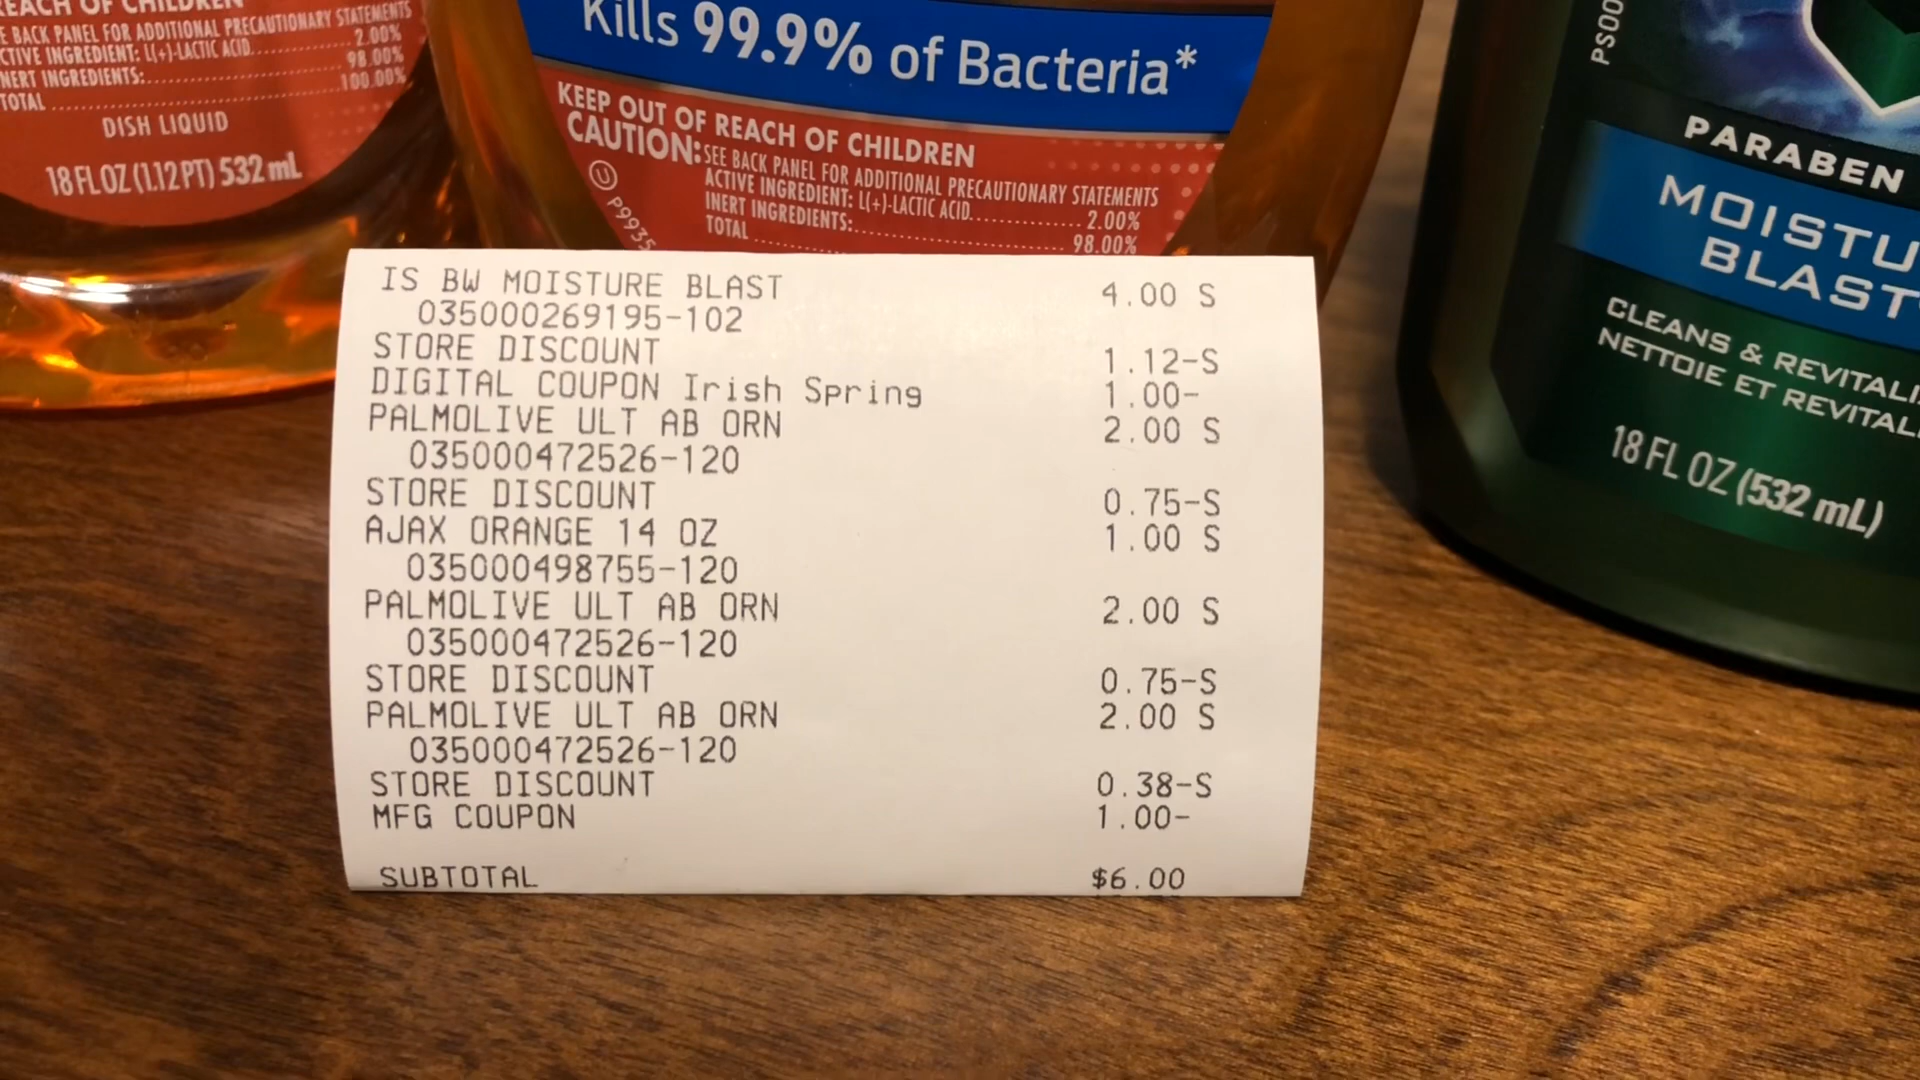 REACH OF CHILDREN
E BACK PANEL FOR ADDITIONAL PRECAUTIONARY STATEMENTS
CTIVE INGREDIENT: L(+)-LACTIC ACID 2.00%
NERT INGREDIENTS: 98.00%
TOTAL 100.00%
DISH LIQUID
18 FL OZ (1.12 PT) 532 mL
Kills 99.9% of Bacteria*
KEEP OUT OF REACH OF CHILDREN
CAUTION: SEE BACK PANEL FOR ADDITIONAL PRECAUTIONARY STATEMENTS
ACTIVE INGREDIENT: L(+)-LACTIC ACID 2.00%
INERT INGREDIENTS: 98.00%
TOTAL
U P9935
IS BW MOISTURE BLAST 4.00 S
035000269195-102
STORE DISCOUNT 1.12-S
DIGITAL COUPON Irish Spring 1.00-
PALMOLIVE ULT AB ORN 2.00 S
035000472526-120
STORE DISCOUNT 0.75-S
AJAX ORANGE 14 OZ 1.00 S
035000498755-120
PALMOLIVE ULT AB ORN 2.00 S
035000472526-120
STORE DISCOUNT 0.75-S
PALMOLIVE ULT AB ORN 2.00 S
035000472526-120
STORE DISCOUNT 0.38-S
MFG COUPON 1.00-
SUBTOTAL $6.00
PS00
PARABEN
MOISTU
BLAST
CLEANS & REVITALI
NETTOIE ET REVITAL
18 FL OZ (532 mL)